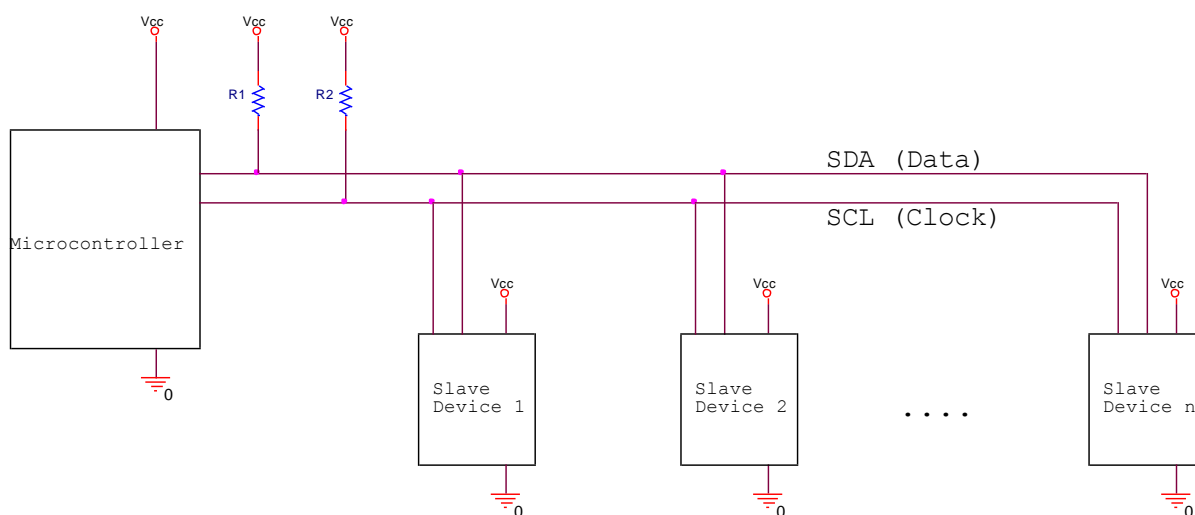 Vcc
Vcc
Vcc
R1
R2
SDA (Data)
SCL (Clock)
Microcontroller
Vcc
Vcc
Vcc
0
Slave
Device 1
Slave
Device 2
....
Slave
Device n
0
0
0